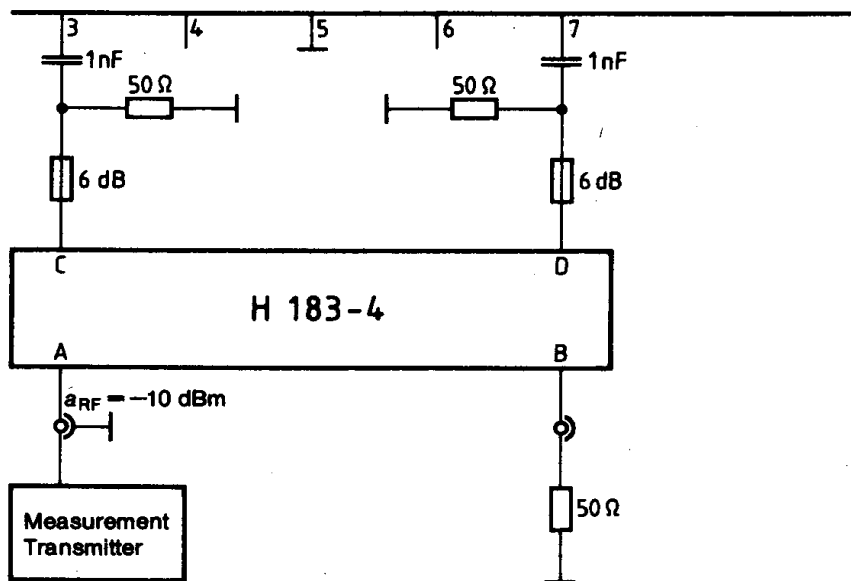 3 4 5 6 7
1nF 1nF
50 Ω 50 Ω
6 dB 6 dB
C D
H 183-4
A B
aRF = −10 dBm
50 Ω
Measurement
Transmitter